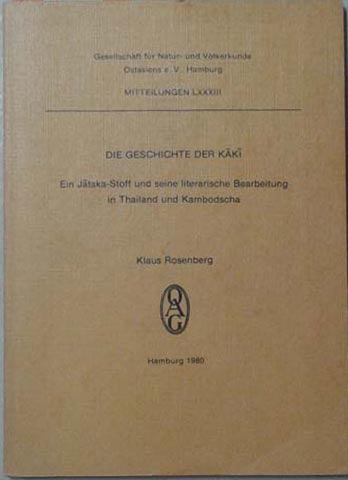 Gesellschaft für Natur- und Völkerkunde
Ostasiens e. V., Hamburg
MITTEILUNGEN LXXXIII
DIE GESCHICHTE DER KĀKĪ
Ein Jātaka-Stoff und seine literarische Bearbeitung
in Thailand und Kambodscha
Klaus Rosenberg
OAG
Hamburg 1980